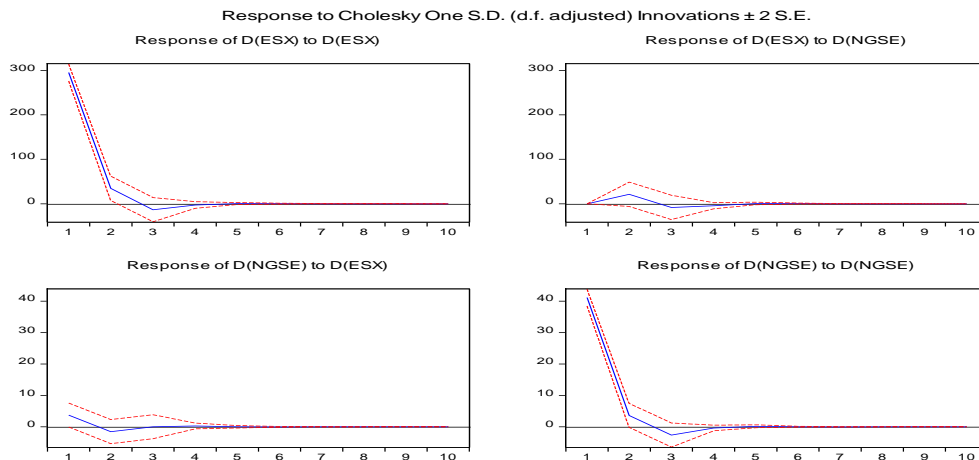 Response to Cholesky One S.D. (d.f. adjusted) Innovations ± 2 S.E.
Response of D(ESX) to D(ESX)
300
200
100
0
1 2 3 4 5 6 7 8 9 10
Response of D(ESX) to D(NGSE)
300
200
100
0
1 2 3 4 5 6 7 8 9 10
Response of D(NGSE) to D(ESX)
40
30
20
10
0
1 2 3 4 5 6 7 8 9 10
Response of D(NGSE) to D(NGSE)
40
30
20
10
0
1 2 3 4 5 6 7 8 9 10